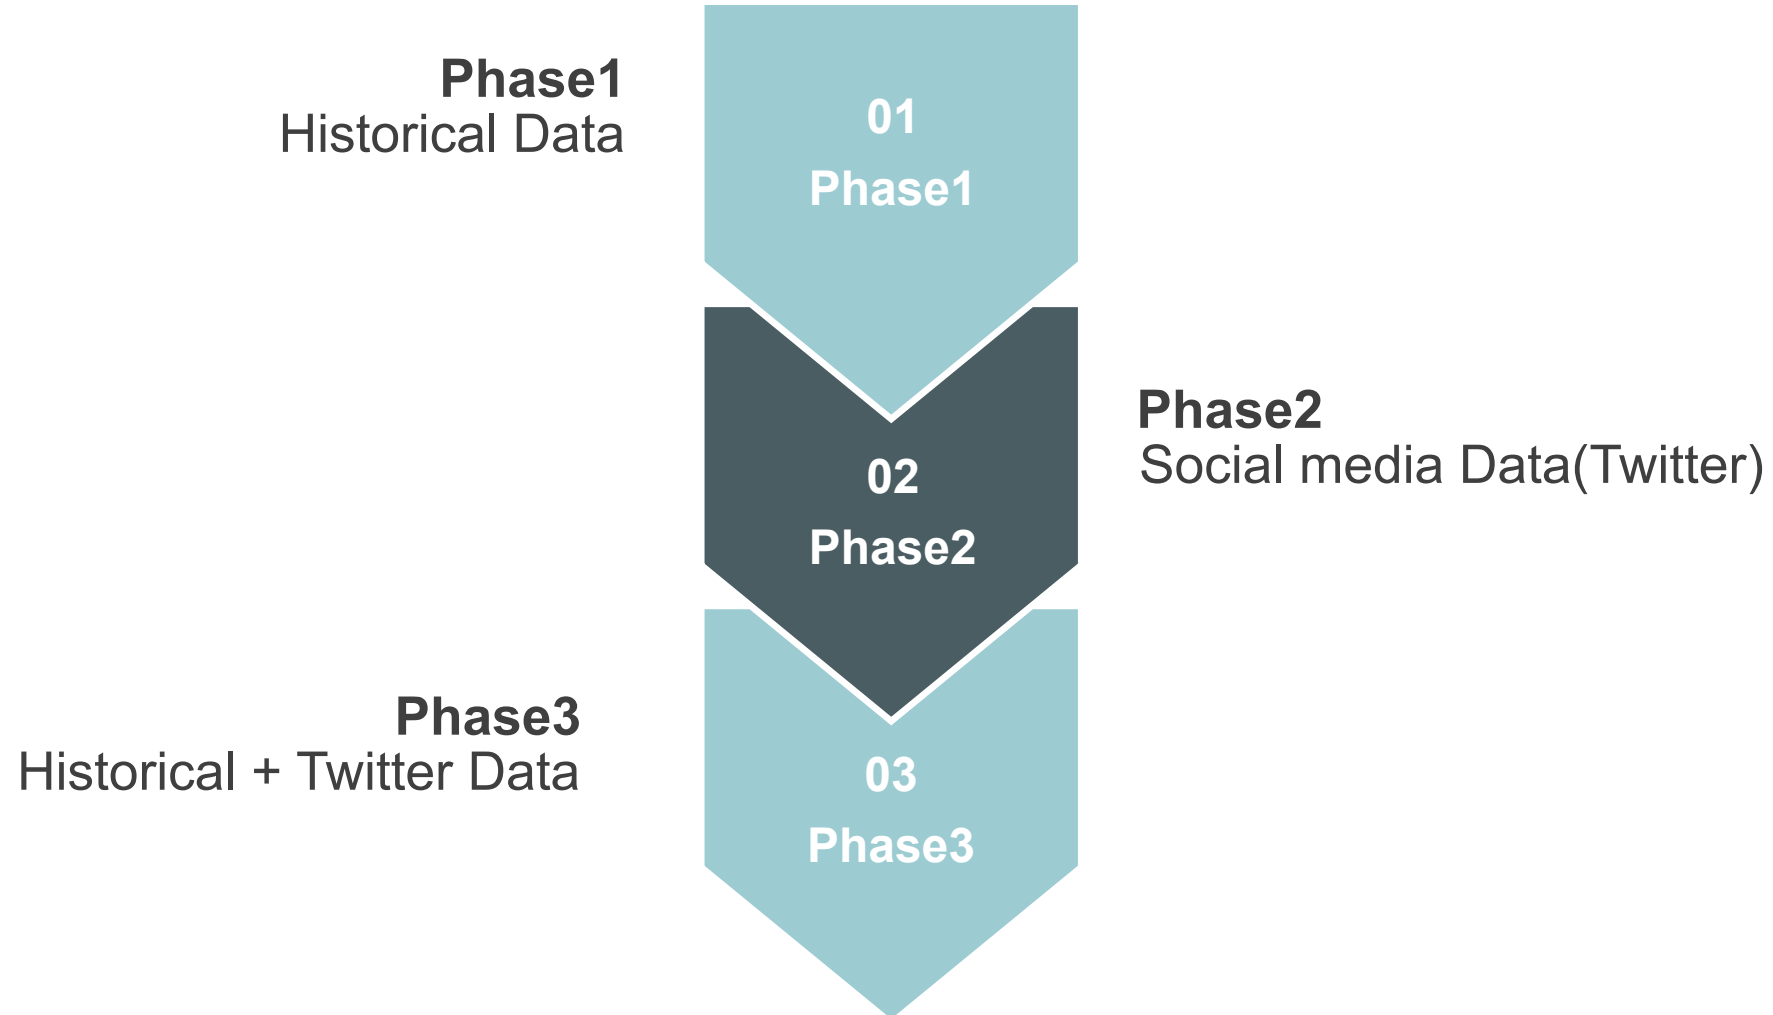 Phase1
Historical Data
01
Phase1
Phase2
Social media Data(Twitter)
02
Phase2
Phase3
Historical + Twitter Data
03
Phase3